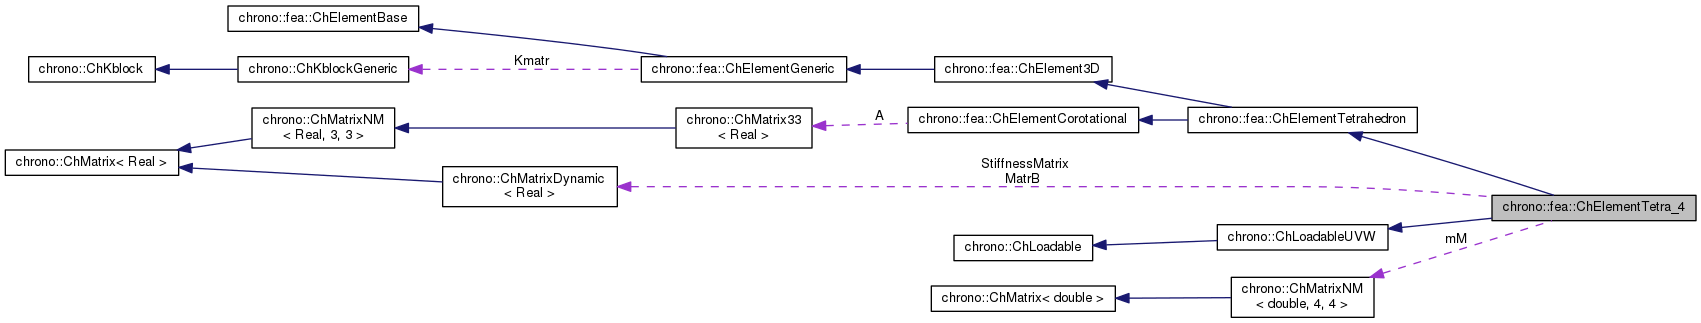 chrono::fea::ChElementBase
chrono::ChKblock
chrono::ChKblockGeneric
Kmatr
chrono::fea::ChElementGeneric
chrono::fea::ChElement3D
chrono::ChMatrixNM
< Real, 3, 3 >
chrono::ChMatrix33
< Real >
A
chrono::fea::ChElementCorotational
chrono::fea::ChElementTetrahedron
chrono::ChMatrix< Real >
chrono::ChMatrixDynamic
< Real >
StiffnessMatrix
MatrB
chrono::fea::ChElementTetra_4
chrono::ChLoadable
chrono::ChLoadableUVW
mM
chrono::ChMatrix< double >
chrono::ChMatrixNM
< double, 4, 4 >